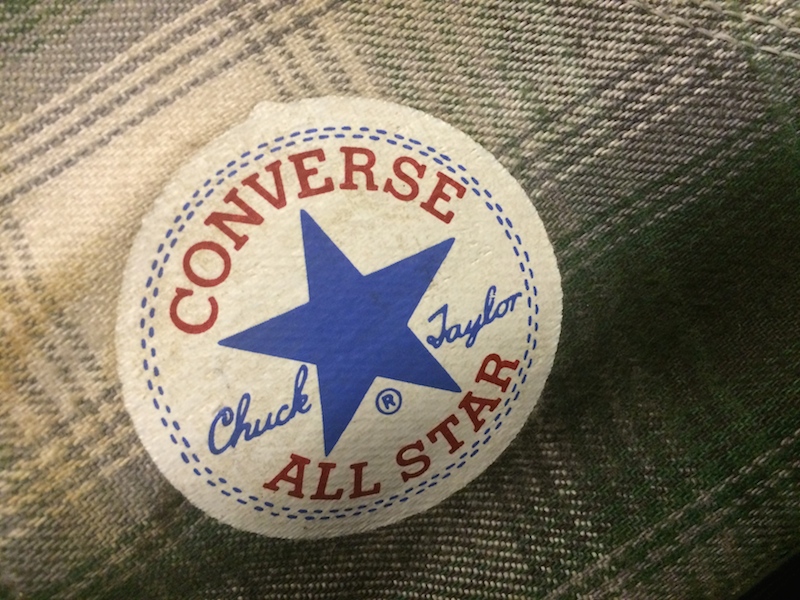 CONVERSE
Chuck Taylor
®
ALL STAR